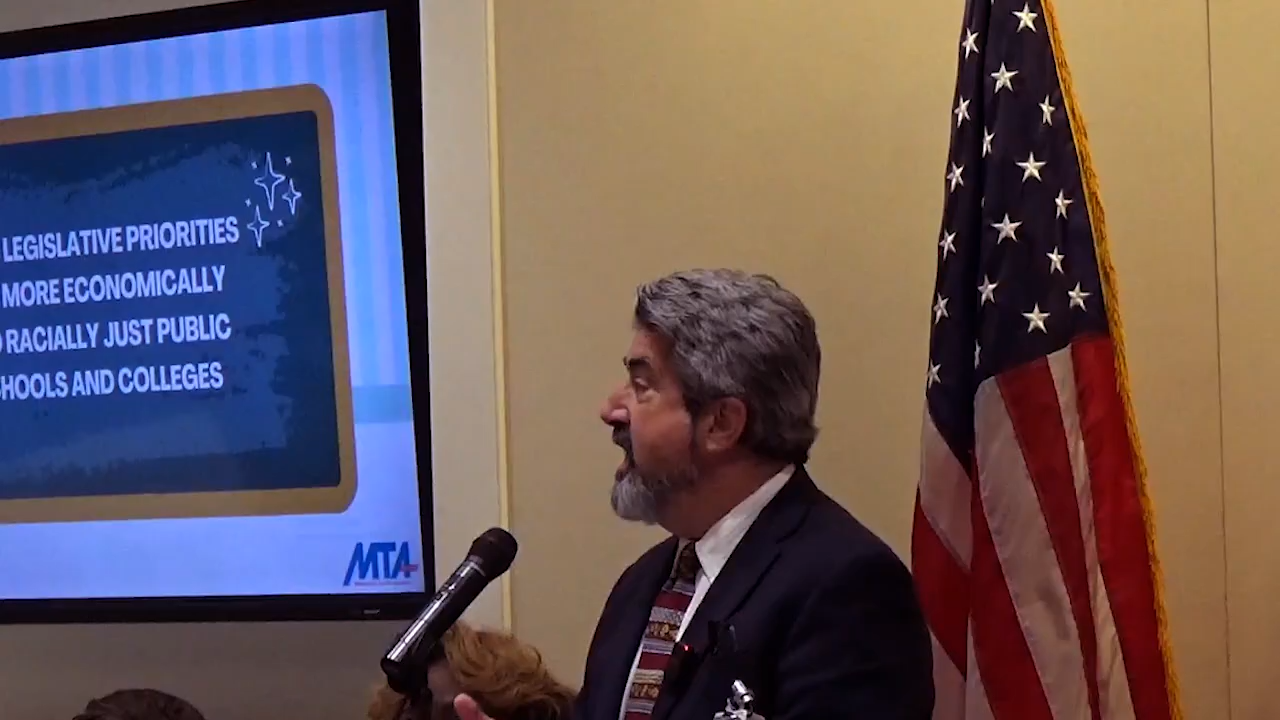 LEGISLATIVE PRIORITIES
MORE ECONOMICALLY
RACIALLY JUST PUBLIC
HOOLS AND COLLEGES
MTA